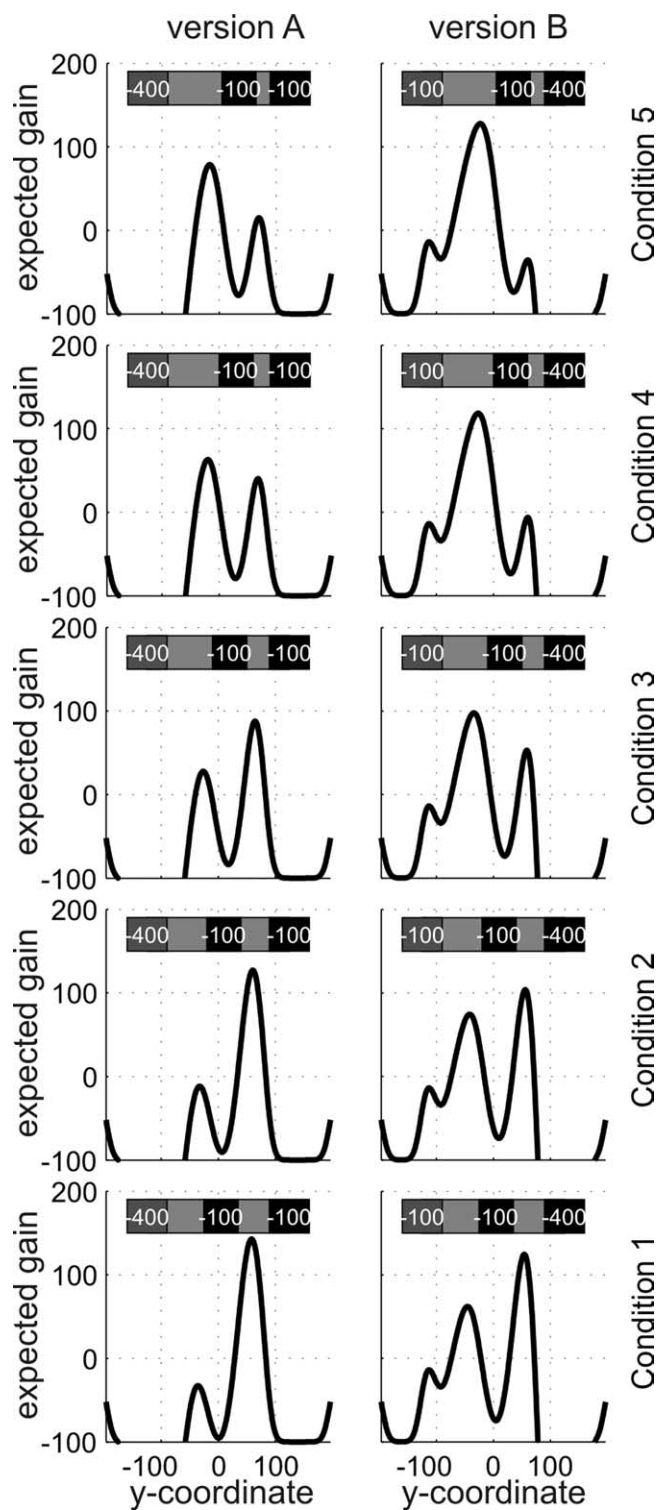 version A version B
200
-400 -100 -100 -100 -100
100
0
-100
expected gain
Condition 5
200
-400 -100 -100 -100 -100 -400
100
0
-100
expected gain
Condition 4
200
-400 -100 -100 -100 -100 -400
100
0
-100
expected gain
Condition 3
200
-400 -100 -100 -100 -100 -400
100
0
-100
expected gain
Condition 2
200
-400 -100 -100 -100 -100 -400
100
0
-100
expected gain
Condition 1
-100 0 100 -100 0 100
y-coordinate y-coordinate